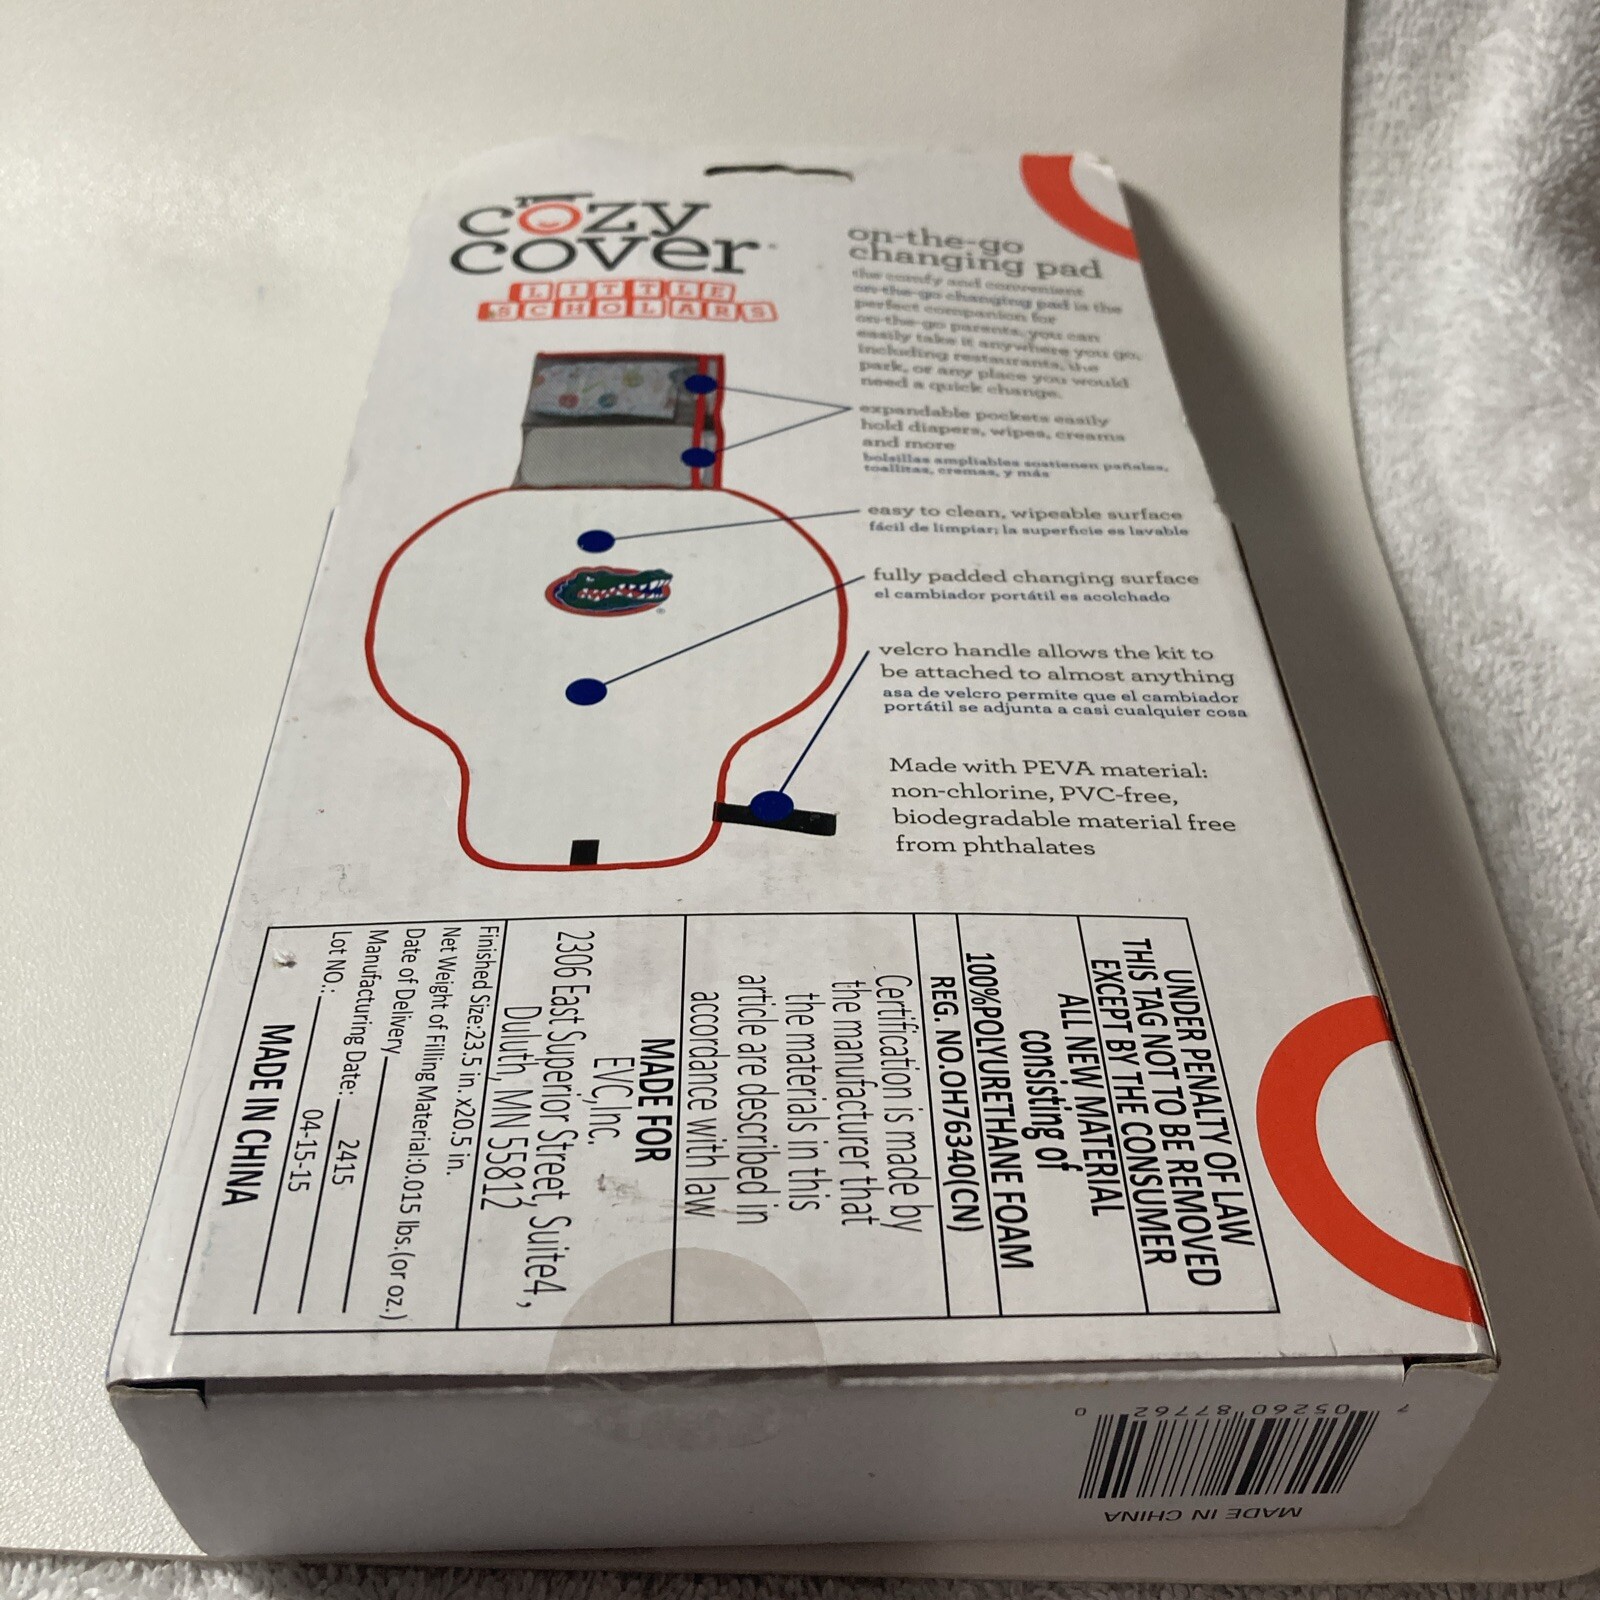 cozy
cover
LITTLE
SCHOLARS
on-the-go
changing pad
the comfy and convenient
on-the-go changing pad is the
perfect companion for
on-the-go parents. you can
easily take it anywhere you go,
including restaurants, the
park, or any place you would
need a quick change.
expandable pockets easily
hold diapers, wipes, creams
and more
bolsillas ampliables sostienen pañales,
toallitas, cremas, y más
easy to clean, wipeable surface
fácil de limpiar; la superficie es lavable
fully padded changing surface
el cambiador portátil es acolchado
velcro handle allows the kit to
be attached to almost anything
asa de velcro permite que el cambiador
portátil se adjunta a casi cualquier cosa
Made with PEVA material:
non-chlorine, PVC-free,
biodegradable material free
from phthalates
UNDER PENALTY OF LAW
THIS TAG NOT TO BE REMOVED
EXCEPT BY THE CONSUMER
ALL NEW MATERIAL
consisting of
100%POLYURETHANE FOAM
REG. NO.OH76340(CN)
Certification is made by
the manufacturer that
the materials in this
article are described in
accordance with law
MADE FOR
EVC,Inc.
2306 East Superior Street, Suite4,
Duluth, MN 55812
Finished Size:23.5 in. x20.5 in.
Net Weight of Filling Material:0.015 lbs.(or oz.)
Date of Delivery
Manufacturing Date: 2415
Lot NO.: 04-15-15
MADE IN CHINA
7 05260 87762 0
MADE IN CHINA